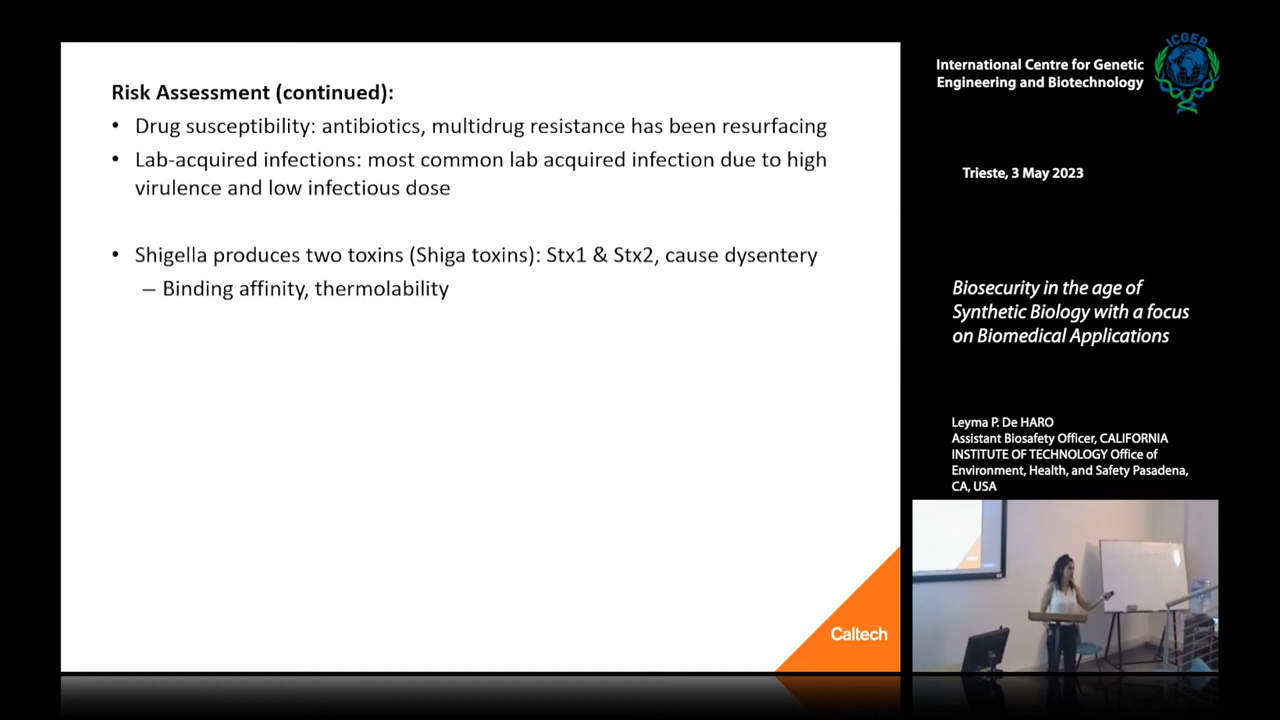 Risk Assessment (continued):
• Drug susceptibility: antibiotics, multidrug resistance has been resurfacing
• Lab-acquired infections: most common lab acquired infection due to high
virulence and low infectious dose
• Shigella produces two toxins (Shiga toxins): Stx1 & Stx2, cause dysentery
– Binding affinity, thermolability
Caltech
International Centre for Genetic
Engineering and Biotechnology
ICGEB
Trieste, 3 May 2023
Biosecurity in the age of
Synthetic Biology with a focus
on Biomedical Applications
Leyma P. De HARO
Assistant Biosafety Officer, CALIFORNIA
INSTITUTE OF TECHNOLOGY Office of
Environment, Health, and Safety Pasadena,
CA, USA